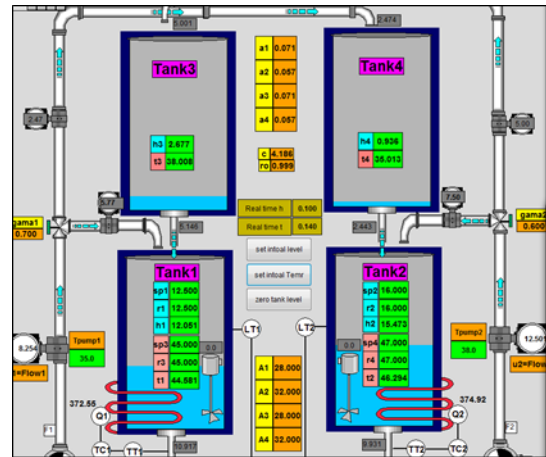 5.001
2.474
Tank3
Tank4
a1 0.071
a2 0.057
a3 0.071
a4 0.057
2.47
5.00
h3 2.677
t3 38.008
h4 0.936
t4 35.013
c 4.186
ro 0.999
5.77
7.50
gama1
0.700
gama2
0.600
Real time h 0.100
Real time t 0.140
5.146
2.443
set intoal level
set intoal Temr
zero tank level
Tank1
Tank2
sp1 12.500
r1 12.500
h1 12.051
sp3 45.000
r3 45.000
t1 44.581
sp2 16.000
r2 16.000
h2 15.473
sp4 47.000
r4 47.000
t2 46.294
LT1
LT2
0.0
0.0
8.254
Tpump1
35.0
1=Flow1
Tpump2
38.0
12.501
u2=Flow2
A1 28.000
A2 32.000
A3 28.000
A4 32.000
372.55
374.92
Q1
Q2
F1
F2
10.917
9.931
TC1
TT1
TT2
TC2